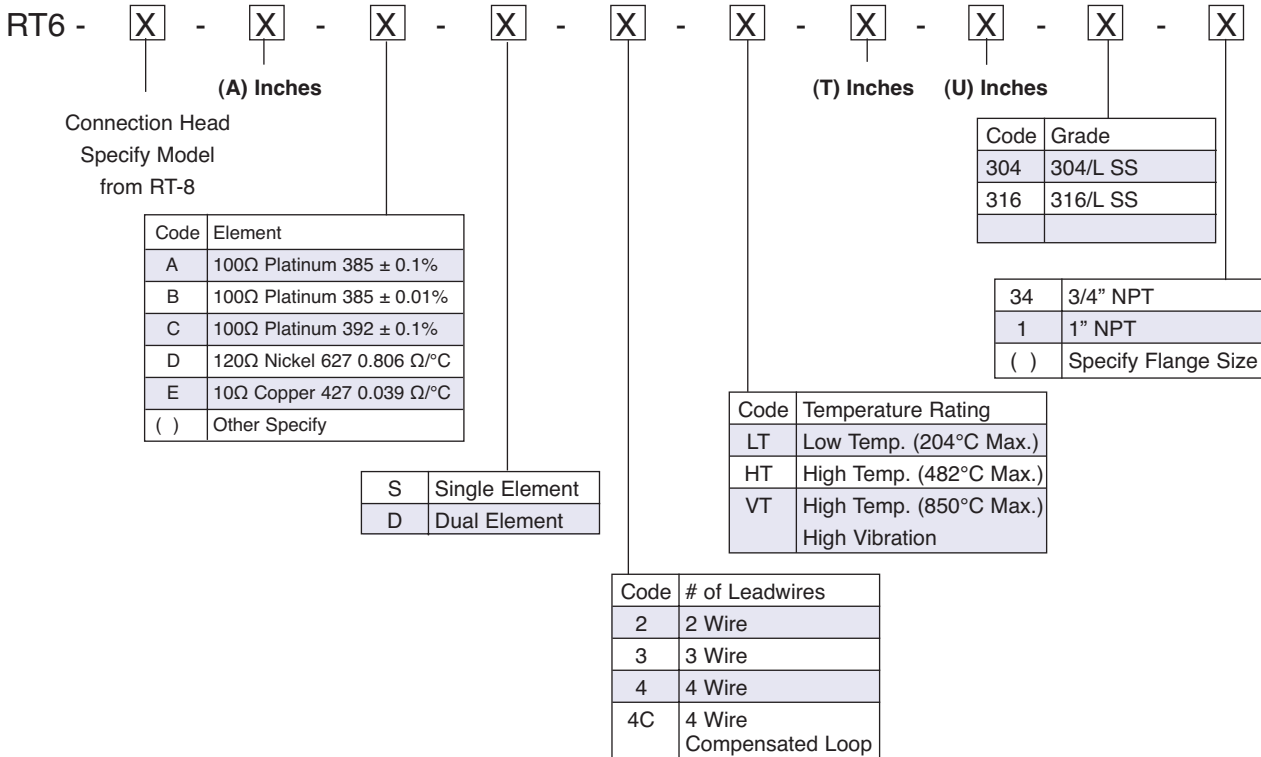 RT6 - X - X - X - X - X - X - X - X - X - X
(A) Inches
(T) Inches (U) Inches
Connection Head
Specify Model
from RT-8
Code Grade
304 304/L SS
316 316/L SS
Code Element
A 100Ω Platinum 385 ± 0.1%
B 100Ω Platinum 385 ± 0.01%
C 100Ω Platinum 392 ± 0.1%
D 120Ω Nickel 627 0.806 Ω/°C
E 10Ω Copper 427 0.039 Ω/°C
( ) Other Specify
34 3/4” NPT
1 1” NPT
( ) Specify Flange Size
Code Temperature Rating
LT Low Temp. (204°C Max.)
HT High Temp. (482°C Max.)
VT High Temp. (850°C Max.)
High Vibration
S Single Element
D Dual Element
Code # of Leadwires
2 2 Wire
3 3 Wire
4 4 Wire
4C 4 Wire
Compensated Loop